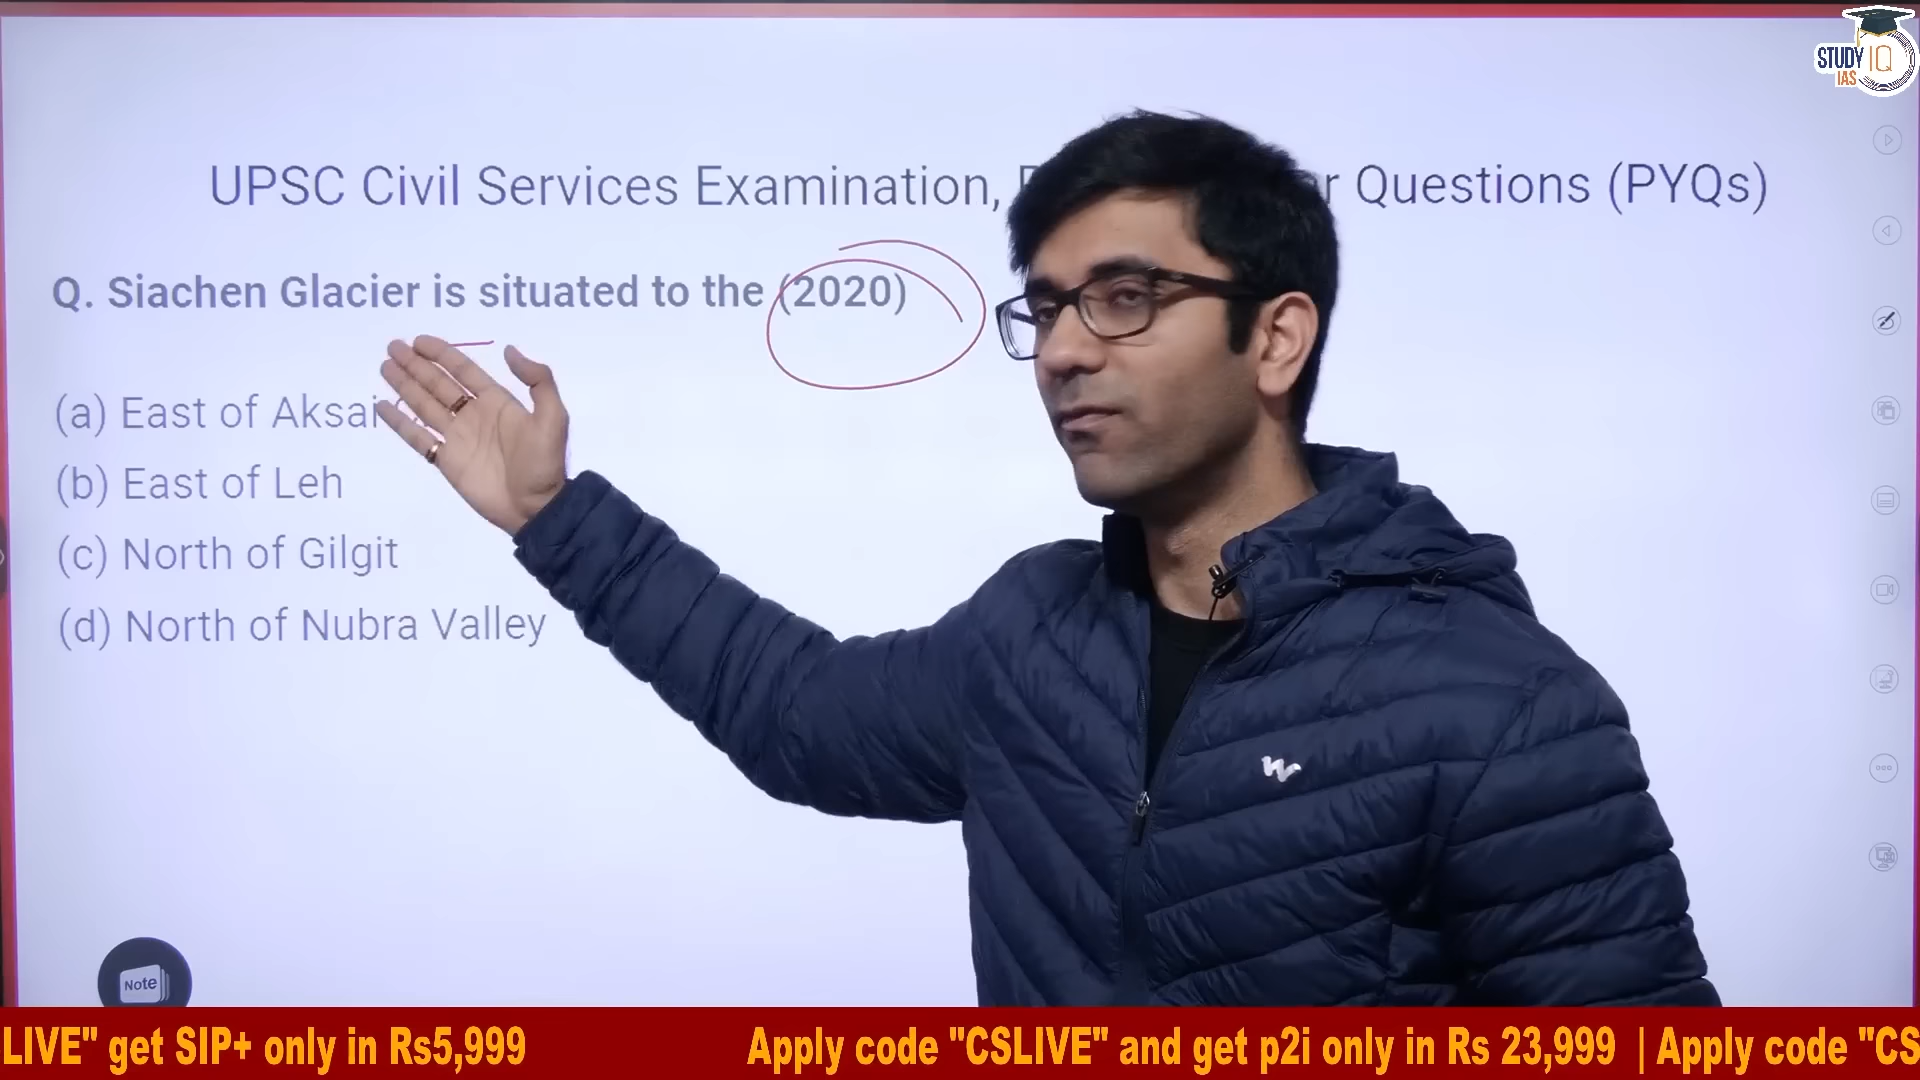 STUDY IQ
IAS
UPSC Civil Services Examination, r Questions (PYQs)
Q. Siachen Glacier is situated to the (2020)
(a) East of Aksai
(b) East of Leh
(c) North of Gilgit
(d) North of Nubra Valley
Note
LIVE" get SIP+ only in Rs5,999 Apply code "CSLIVE" and get p2i only in Rs 23,999 | Apply code "CS